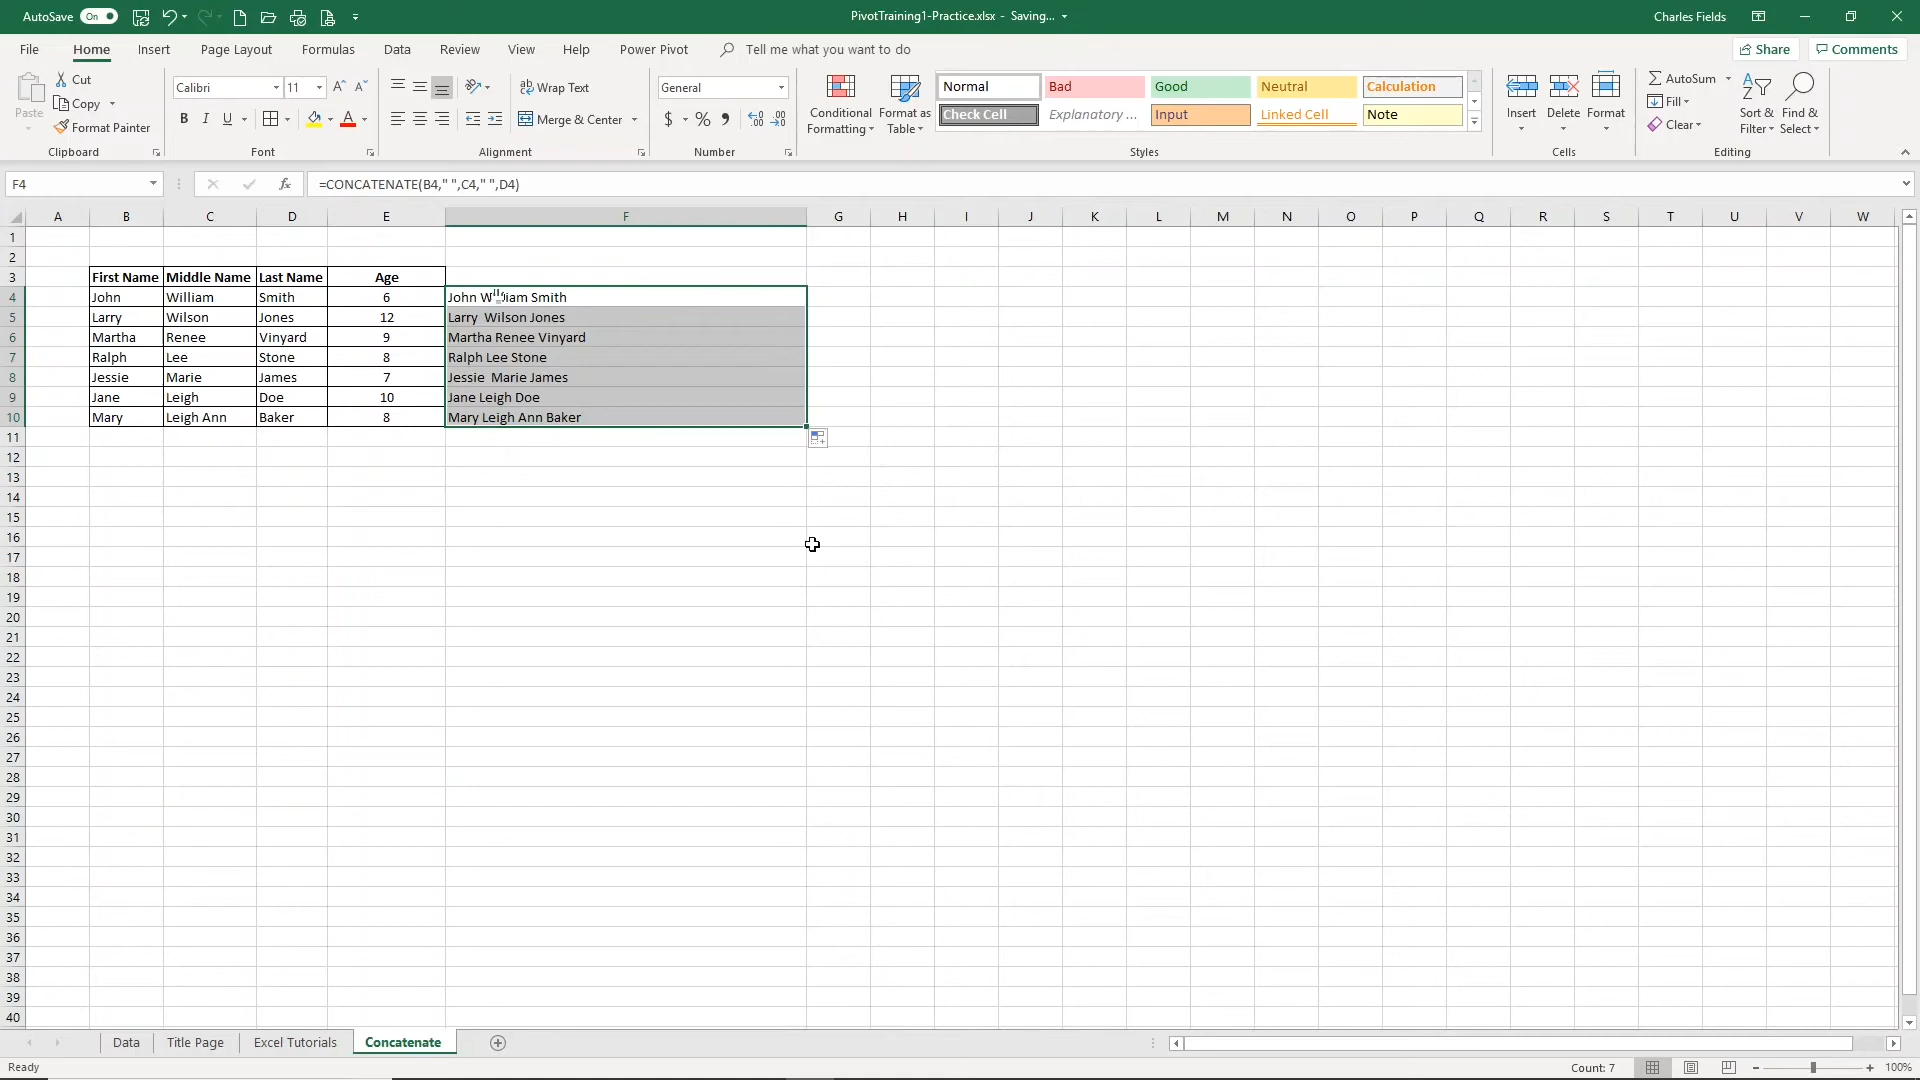 AutoSave On PivotTraining1-Practice.xlsx - Saving... Charles Fields
File Home Insert Page Layout Formulas Data Review View Help Power Pivot Tell me what you want to do Share Comments
Paste Cut Copy Format Painter
Clipboard
Calibri 11
B I U A
Font
Wrap Text
Merge & Center
Alignment
General
$ % ,
Number
Conditional Formatting
Format as Table
Normal Bad Good Neutral Calculation
Check Cell Explanatory ... Input Linked Cell Note
Styles
Insert Delete Format
Cells
AutoSum
Fill
Clear
Sort & Filter
Find & Select
Editing
F4 fx =CONCATENATE(B4," ",C4," ",D4)
A B C D E F G H I J K L M N O P Q R S T U V W
1
2
3 First Name Middle Name Last Name Age
4 John William Smith 6 John William Smith
5 Larry Wilson Jones 12 Larry  Wilson Jones
6 Martha Renee Vinyard 9 Martha Renee Vinyard
7 Ralph Lee Stone 8 Ralph Lee Stone
8 Jessie Marie James 7 Jessie  Marie James
9 Jane Leigh Doe 10 Jane Leigh Doe
10 Mary Leigh Ann Baker 8 Mary Leigh Ann Baker
11
12
13
14
15
16
17
18
19
20
21
22
23
24
25
26
27
28
29
30
31
32
33
34
35
36
37
38
39
40
Data Title Page Excel Tutorials Concatenate
Ready Count: 7 100%